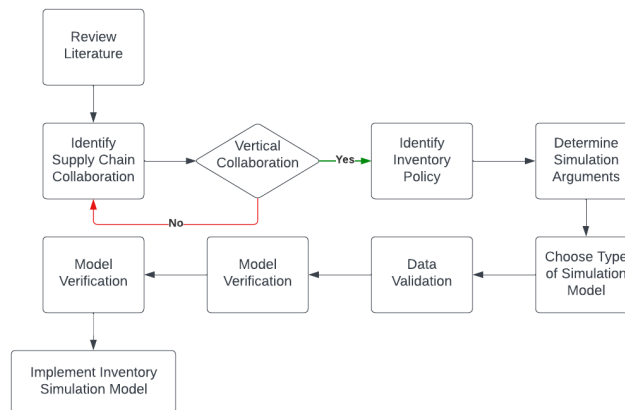 Review
Literature
Identify
Supply Chain
Collaboration
Vertical
Collaboration
Yes
Identify
Inventory
Policy
Determine
Simulation
Arguments
No
Model
Verification
Model
Verification
Data
Validation
Choose Type
of Simulation
Model
Implement Inventory
Simulation Model